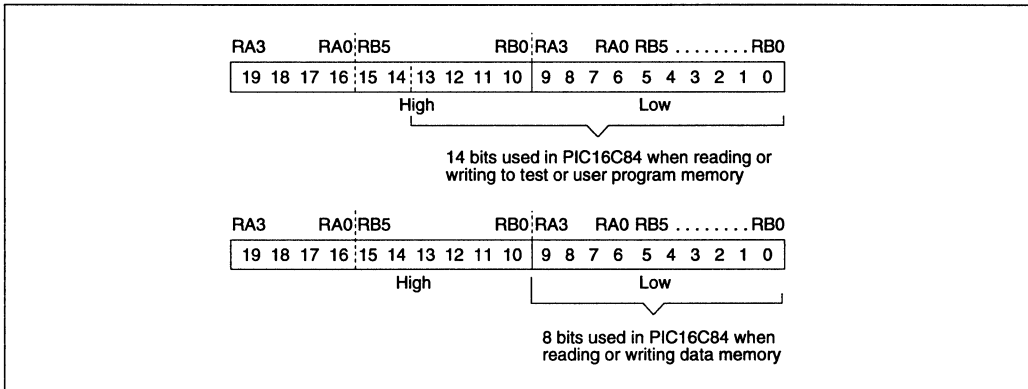 RA3 RA0 RB5 RB0 RA3 RA0 RB5 ........ RB0
19 18 17 16 15 14 13 12 11 10 9 8 7 6 5 4 3 2 1 0
High Low
14 bits used in PIC16C84 when reading or
writing to test or user program memory
RA3 RA0 RB5 RB0 RA3 RA0 RB5 ........ RB0
19 18 17 16 15 14 13 12 11 10 9 8 7 6 5 4 3 2 1 0
High Low
8 bits used in PIC16C84 when
reading or writing data memory